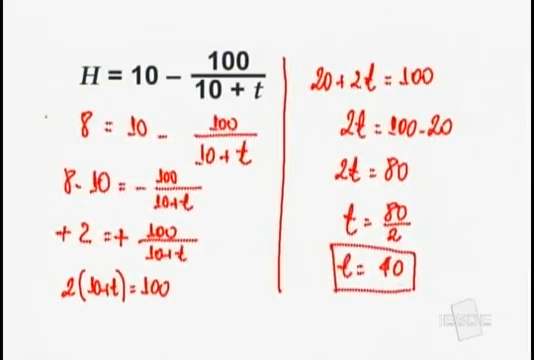 H = 10 – 100 / 10 + t
8 = 10 - 100 / 10 + t
8 - 10 = - 100 / 10+t
+ 2 = + 100 / 10+t
2(10+t) = 100
20 + 2t = 100
2t = 100 - 20
2t = 80
t = 80 / 2
t = 40
IESDE